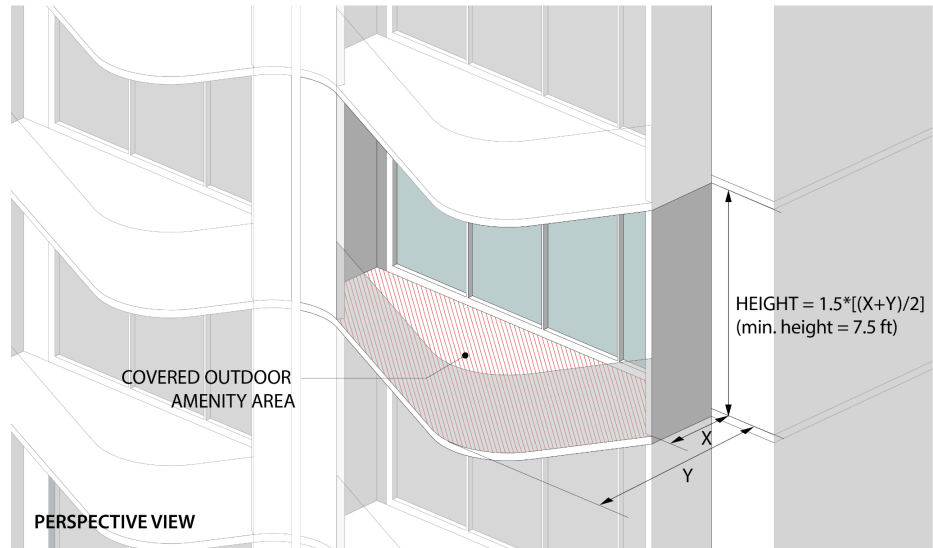 HEIGHT = 1.5*[(X+Y)/2]
(min. height = 7.5 ft)
COVERED OUTDOOR
AMENITY AREA
X
Y
PERSPECTIVE VIEW